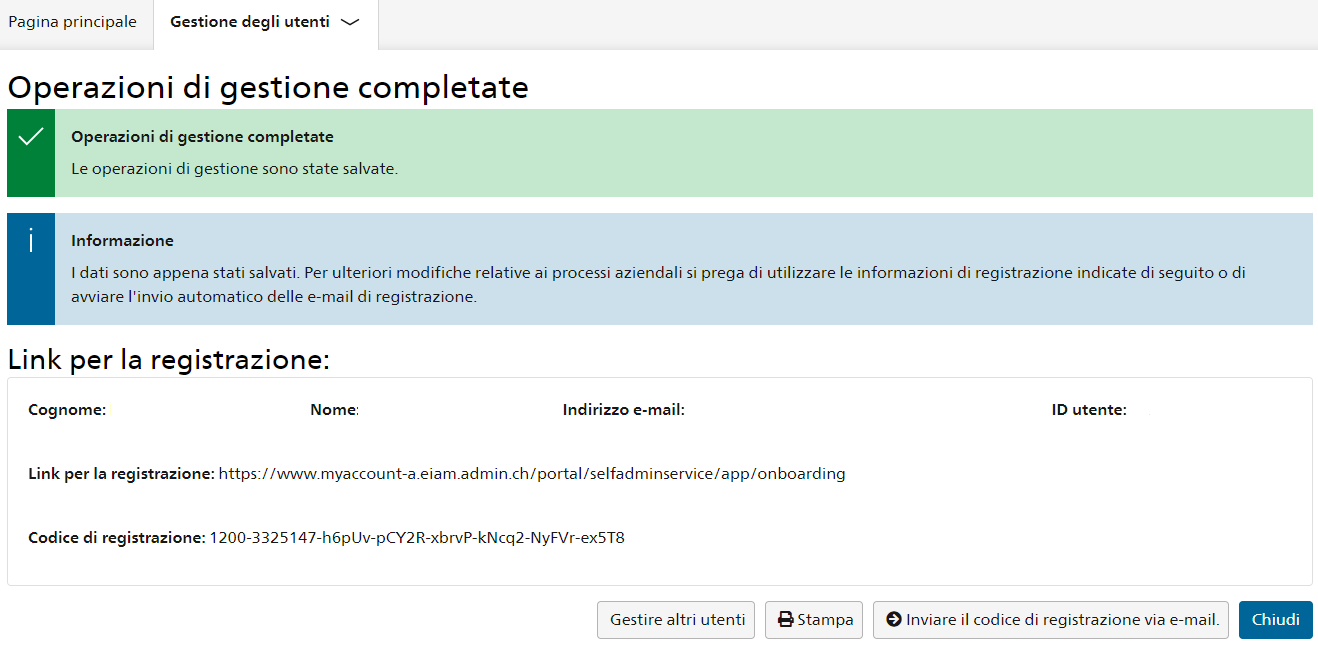 Pagina principale
Gestione degli utenti
Operazioni di gestione completate
Operazioni di gestione completate
Le operazioni di gestione sono state salvate.
Informazione
I dati sono appena stati salvati. Per ulteriori modifiche relative ai processi aziendali si prega di utilizzare le informazioni di registrazione indicate di seguito o di
avviare l'invio automatico delle e-mail di registrazione.
Link per la registrazione:
Cognome: Nome: Indirizzo e-mail: ID utente:
Link per la registrazione: https://www.myaccount-a.eiam.admin.ch/portal/selfadminservice/app/onboarding
Codice di registrazione: 1200-3325147-h6pUv-pCY2R-xbrvP-kNcq2-NyFVr-ex5T8
Gestire altri utenti Stampa Inviare il codice di registrazione via e-mail. Chiudi